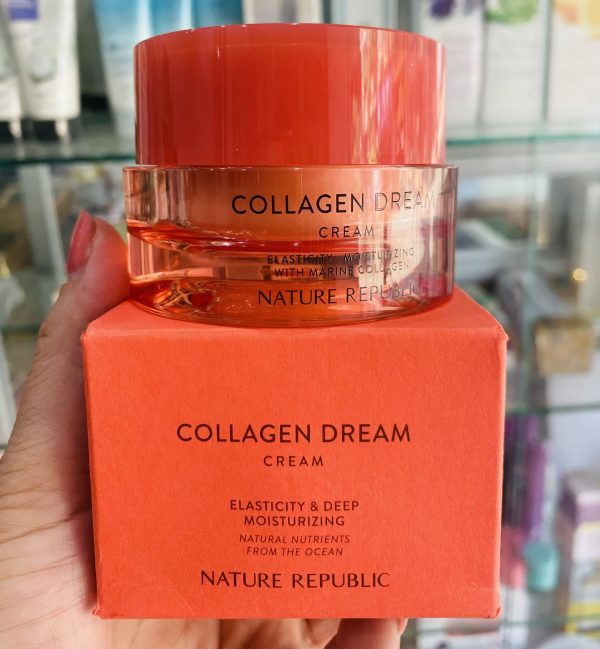 COLLAGEN DREAM
CREAM
ELASTICITY MOISTURIZING
WITH MARINE COLLAGEN
NATURE REPUBLIC
COLLAGEN DREAM
CREAM
ELASTICITY & DEEP
MOISTURIZING
NATURAL NUTRIENTS
FROM THE OCEAN
NATURE REPUBLIC